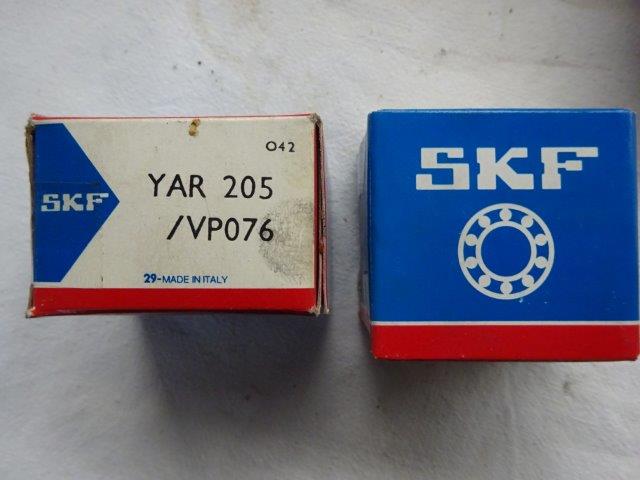 042
SKF
YAR 205
/VP076
29-MADE IN ITALY
SKF